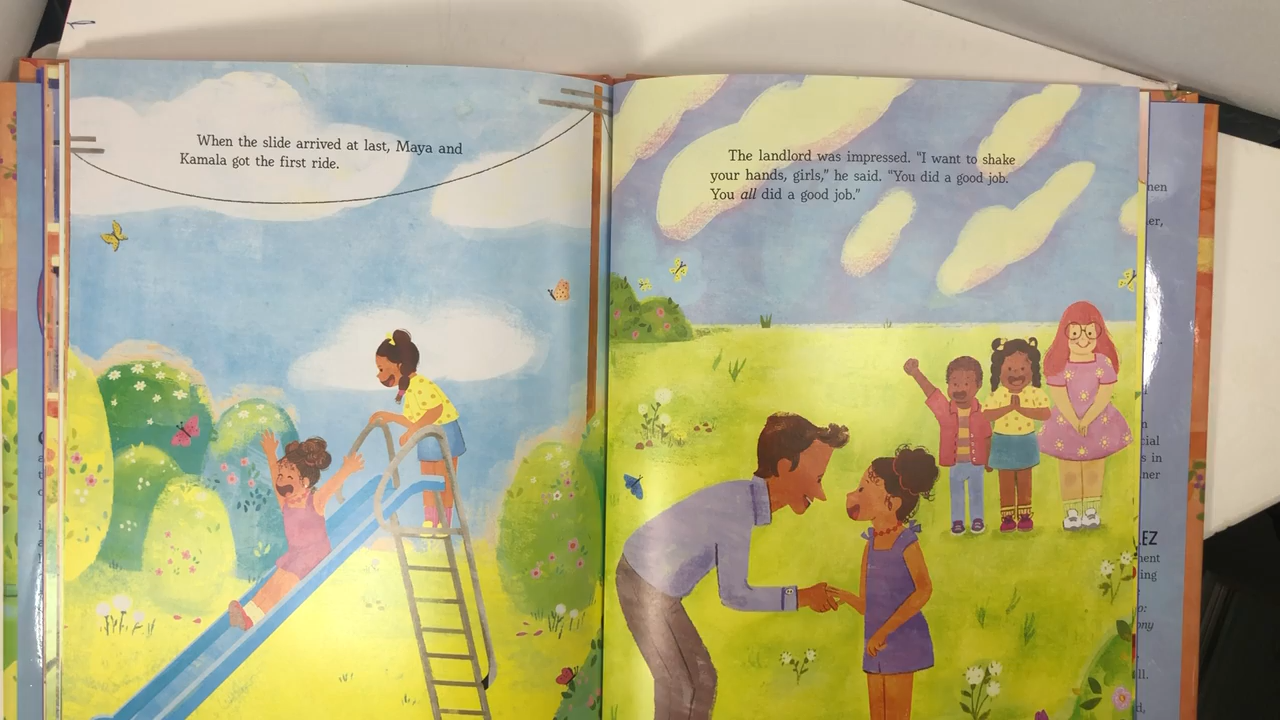 When the slide arrived at last, Maya and
Kamala got the first ride.
The landlord was impressed. "I want to shake
your hands, girls," he said. "You did a good job.
You all did a good job."